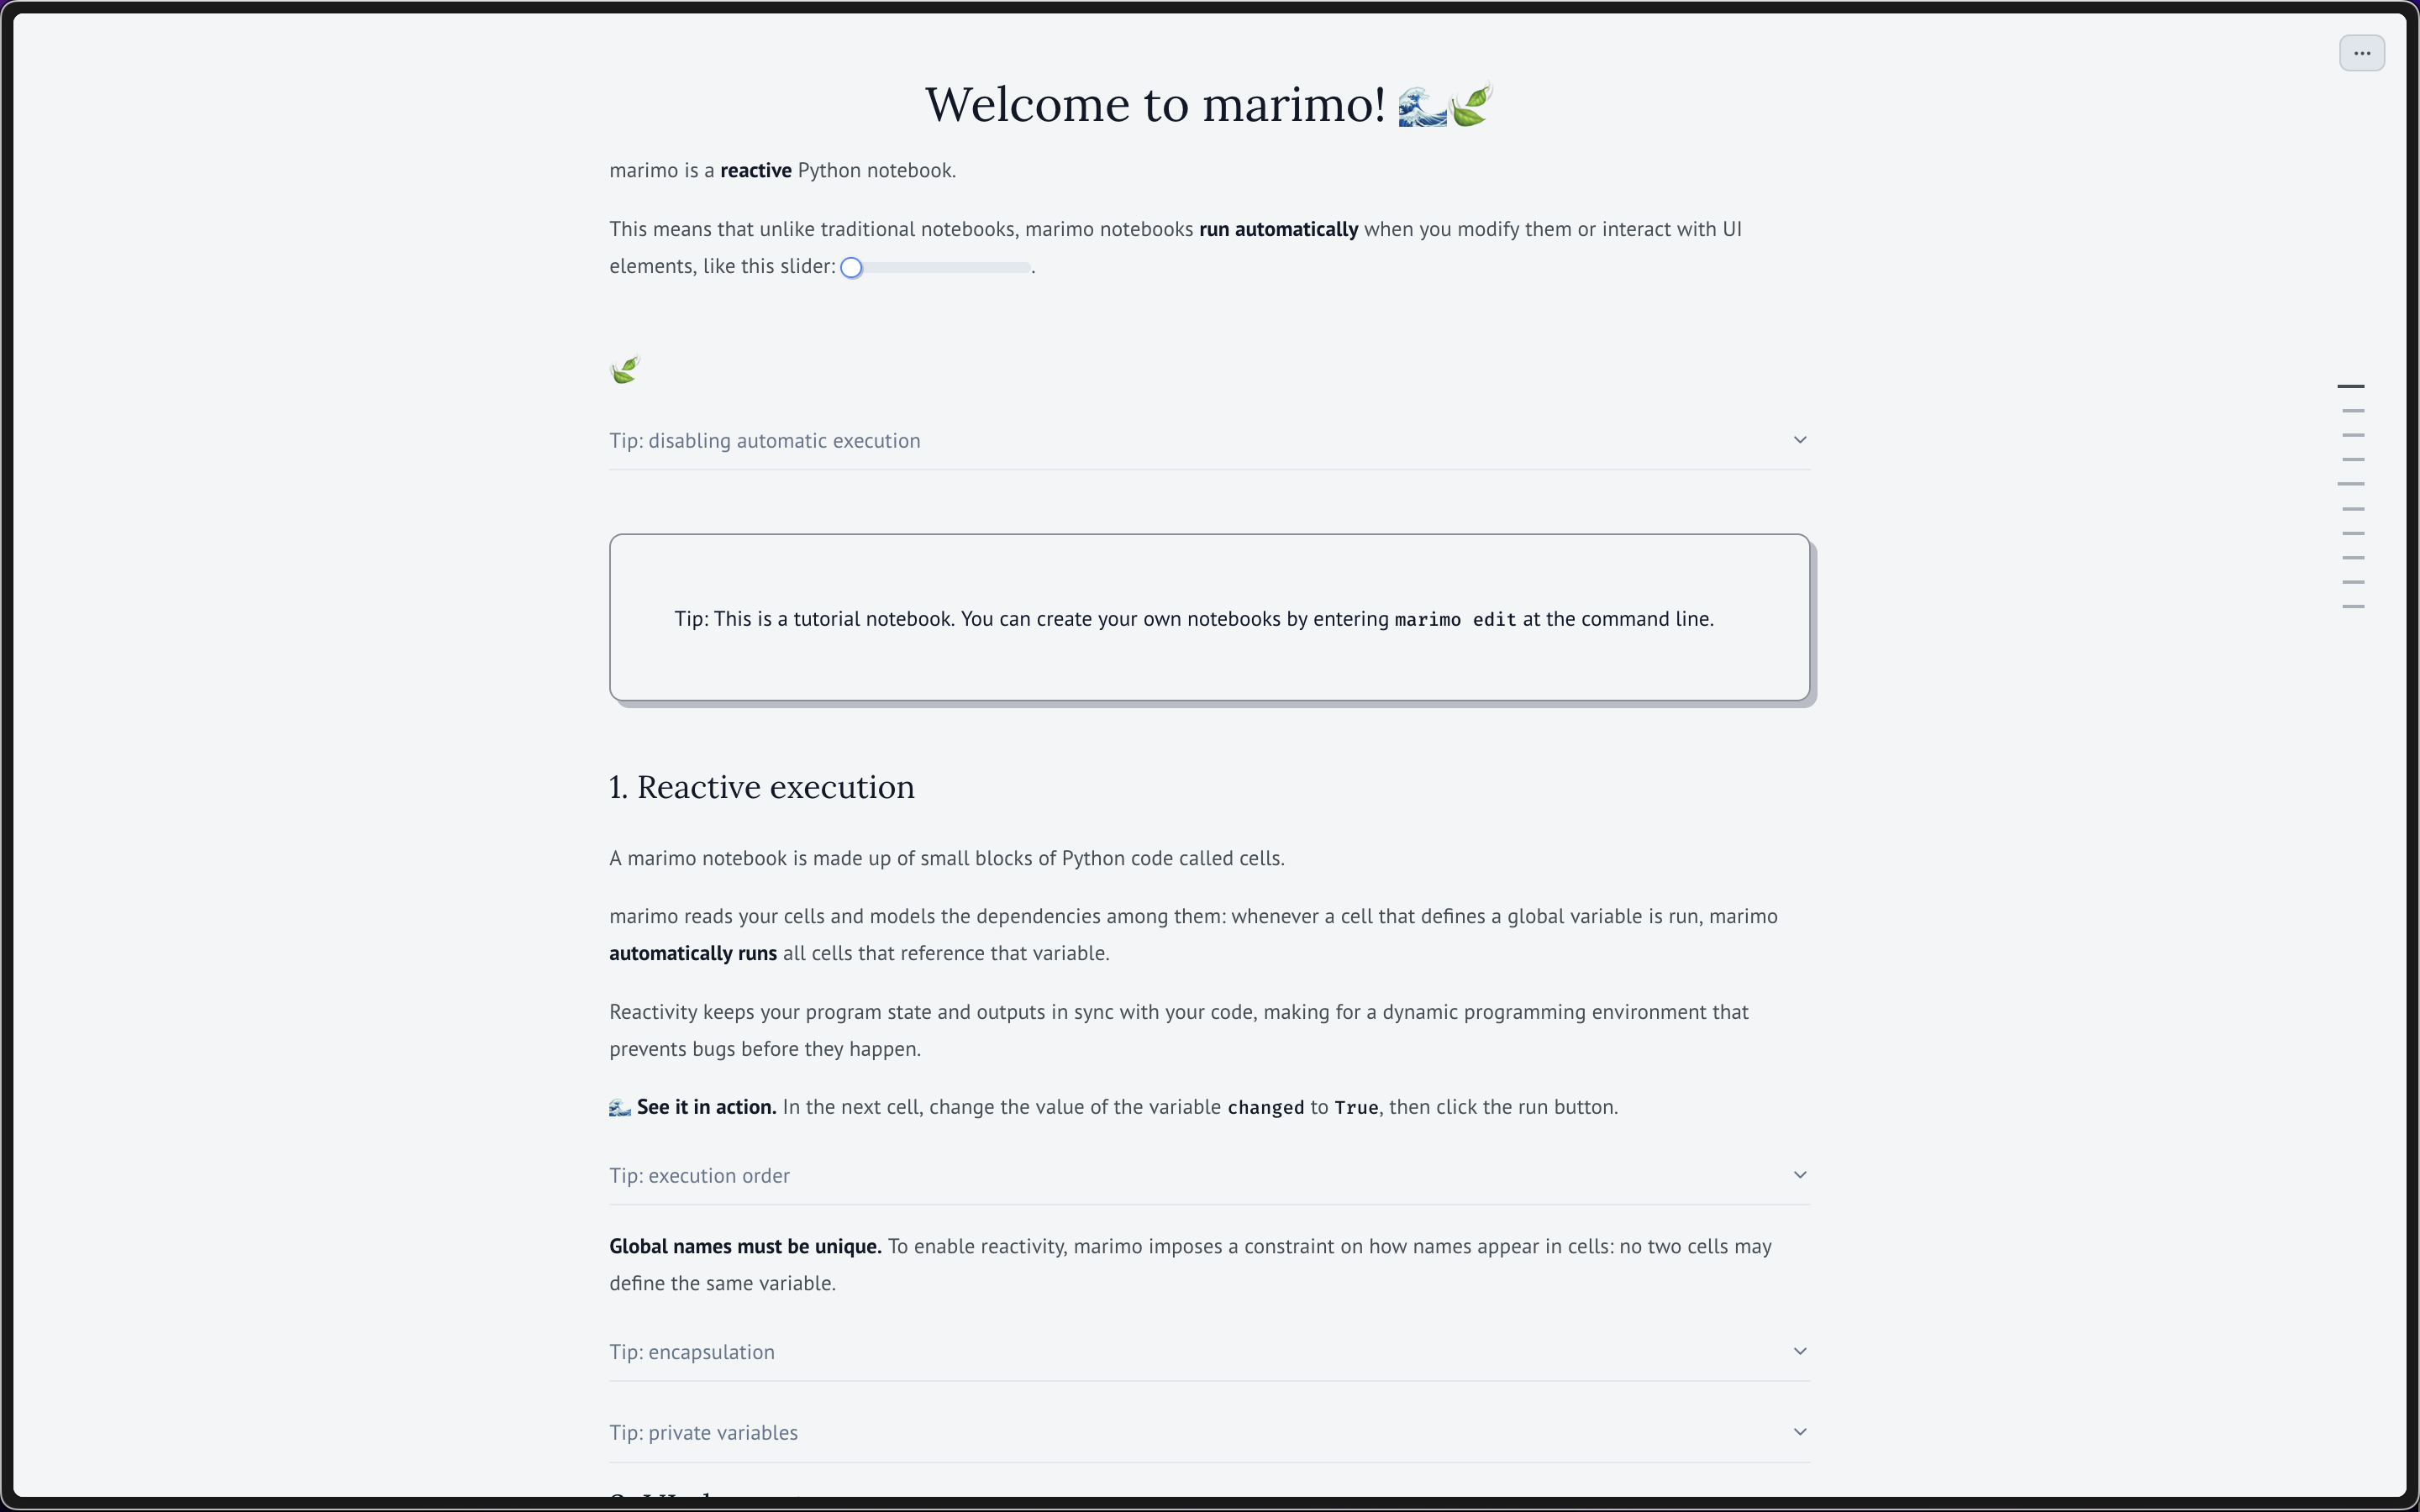 Welcome to marimo! 🌊🍃
marimo is a reactive Python notebook.
This means that unlike traditional notebooks, marimo notebooks run automatically when you modify them or interact with UI
elements, like this slider: .
🍃
Tip: disabling automatic execution
Tip: This is a tutorial notebook. You can create your own notebooks by entering marimo edit at the command line.
1. Reactive execution
A marimo notebook is made up of small blocks of Python code called cells.
marimo reads your cells and models the dependencies among them: whenever a cell that defines a global variable is run, marimo
automatically runs all cells that reference that variable.
Reactivity keeps your program state and outputs in sync with your code, making for a dynamic programming environment that
prevents bugs before they happen.
🌊 See it in action. In the next cell, change the value of the variable changed to True, then click the run button.
Tip: execution order
Global names must be unique. To enable reactivity, marimo imposes a constraint on how names appear in cells: no two cells may
define the same variable.
Tip: encapsulation
Tip: private variables